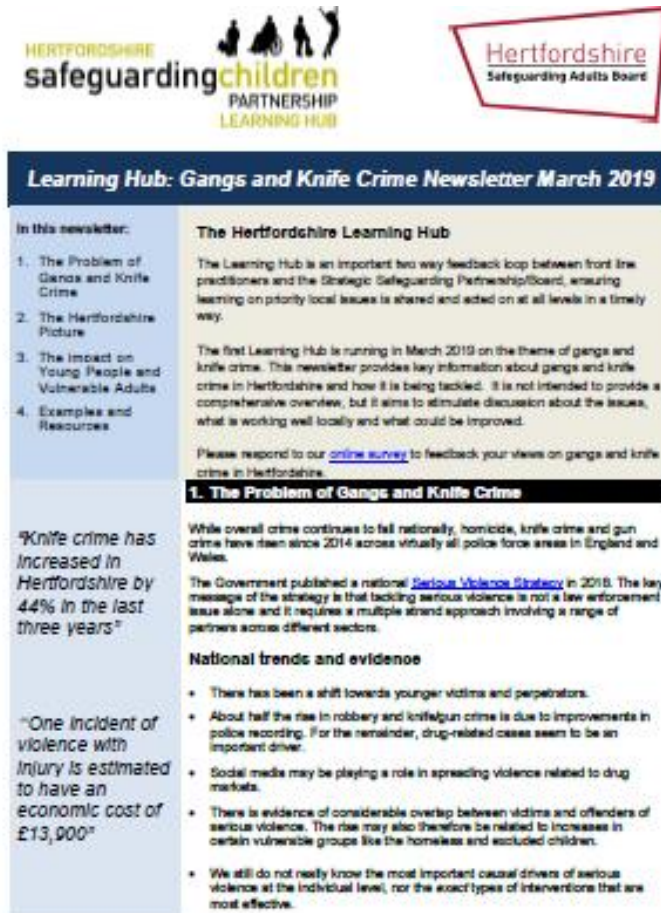 HERTFORDSHIRE
safeguardingchildren
PARTNERSHIP
LEARNING HUB
Hertfordshire
Safeguarding Adults Board
Learning Hub: Gangs and Knife Crime Newsletter March 2019
In this newsletter:
1. The Problem of
Gangs and Knife
Crime
2. The Hertfordshire
Picture
3. The Impact on
Young People and
Vulnerable Adults
4. Examples and
Resources
The Hertfordshire Learning Hub
The Learning Hub is an important two way feedback loop between front line
practitioners and the Strategic Safeguarding Partnership/Board, ensuring
learning on priority local issues is shared and acted on at all levels in a timely
way.
The first Learning Hub is running in March 2019 on the theme of gangs and
knife crime. This newsletter provides key information about gangs and knife
crime in Hertfordshire and how it is being tackled. It is not intended to provide a
comprehensive overview, but it aims to stimulate discussion about the issues,
what is working well locally and what could be improved.
Please respond to our online survey to feedback your views on gangs and knife
crime in Hertfordshire.
"Knife crime has
increased in
Hertfordshire by
44% in the last
three years"
"One incident of
violence with
injury is estimated
to have an
economic cost of
£13,900"
1. The Problem of Gangs and Knife Crime
While overall crime continues to fall nationally, homicide, knife crime and gun
crime have risen since 2014 across virtually all police force areas in England and
Wales.
The Government published a national Serious Violence Strategy in 2018. The key
message of the strategy is that tackling serious violence is not a law enforcement
issue alone and it requires a multiple strand approach involving a range of
partners across different sectors.
National trends and evidence
• There has been a shift towards younger victims and perpetrators.
• About half the rise in robbery and knife/gun crime is due to improvements in
police recording. For the remainder, drug-related cases seem to be an
important driver.
• Social media may be playing a role in spreading violence related to drug
markets.
• There is evidence of considerable overlap between victims and offenders of
serious violence. The rise may also therefore be related to increases in
certain vulnerable groups like the homeless and excluded children.
• We still do not really know the most important causal drivers of serious
violence at the individual level, nor the exact types of interventions that are
most effective.